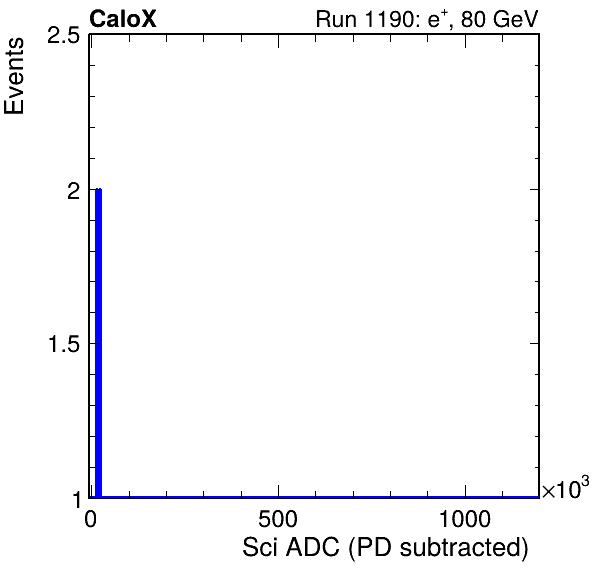 CaloX Run 1190: e⁺, 80 GeV
Events
2.5
2
1.5
1
0 500 1000
×10³
Sci ADC (PD subtracted)